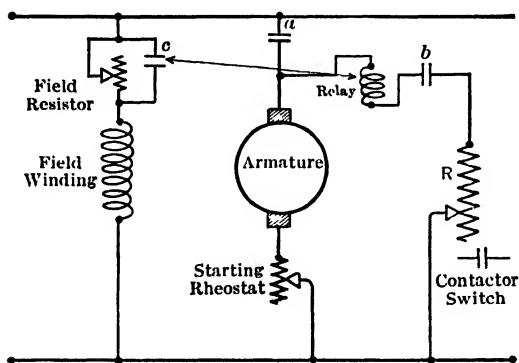 a
c
b
Field
Resistor
Relay
Field
Winding
Armature
R
Starting
Rheostat
Contactor
Switch